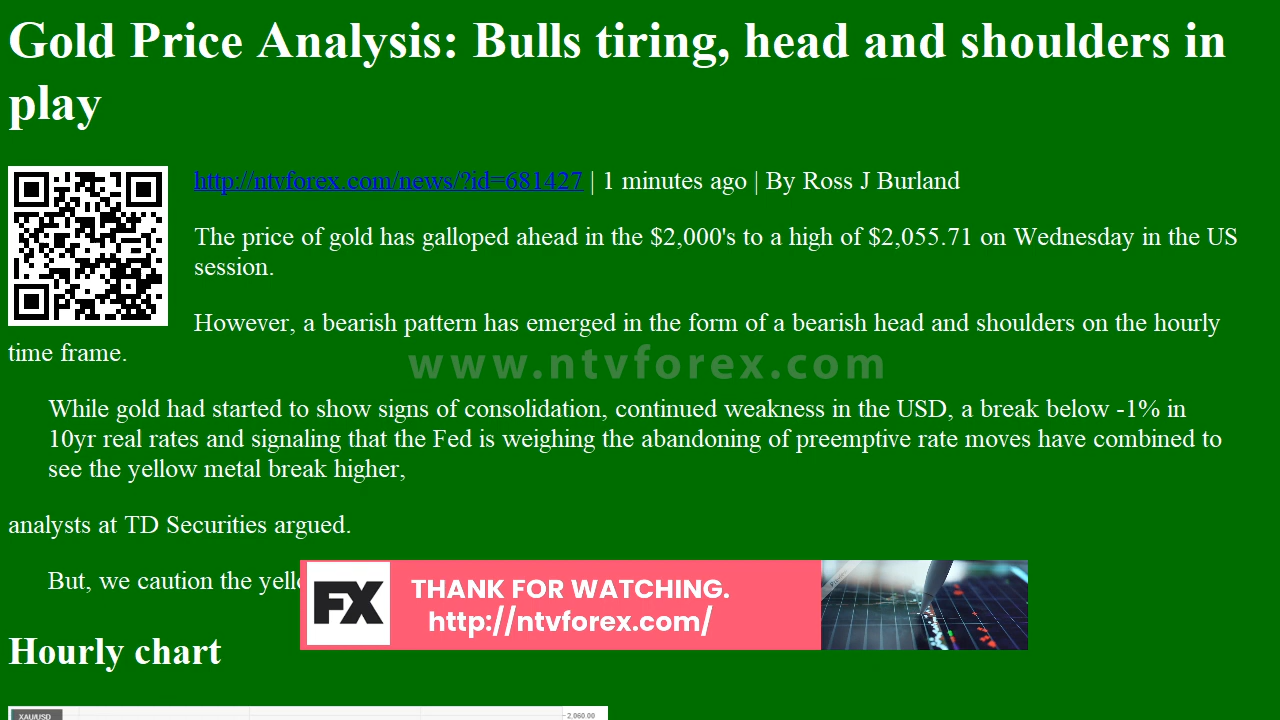 Gold Price Analysis: Bulls tiring, head and shoulders in
play
http://ntvforex.com/news/?id=681427 | 1 minutes ago | By Ross J Burland
The price of gold has galloped ahead in the $2,000's to a high of $2,055.71 on Wednesday in the US
session.
However, a bearish pattern has emerged in the form of a bearish head and shoulders on the hourly
time frame.
www.ntvforex.com
While gold had started to show signs of consolidation, continued weakness in the USD, a break below -1% in
10yr real rates and signaling that the Fed is weighing the abandoning of preemptive rate moves have combined to
see the yellow metal break higher,
analysts at TD Securities argued.
But, we caution the
FX
THANK FOR WATCHING.
http://ntvforex.com/
Hourly chart
XAU/USD
2,060.00